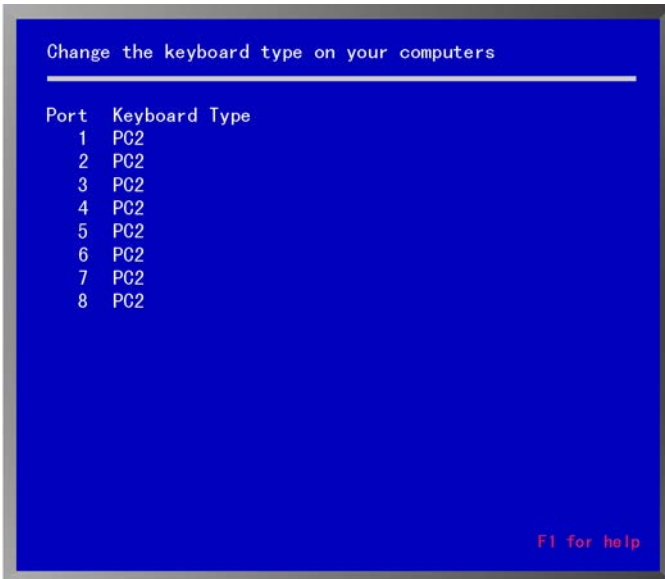 Change the keyboard type on your computers
Port Keyboard Type
1 PC2
2 PC2
3 PC2
4 PC2
5 PC2
6 PC2
7 PC2
8 PC2
F1 for help